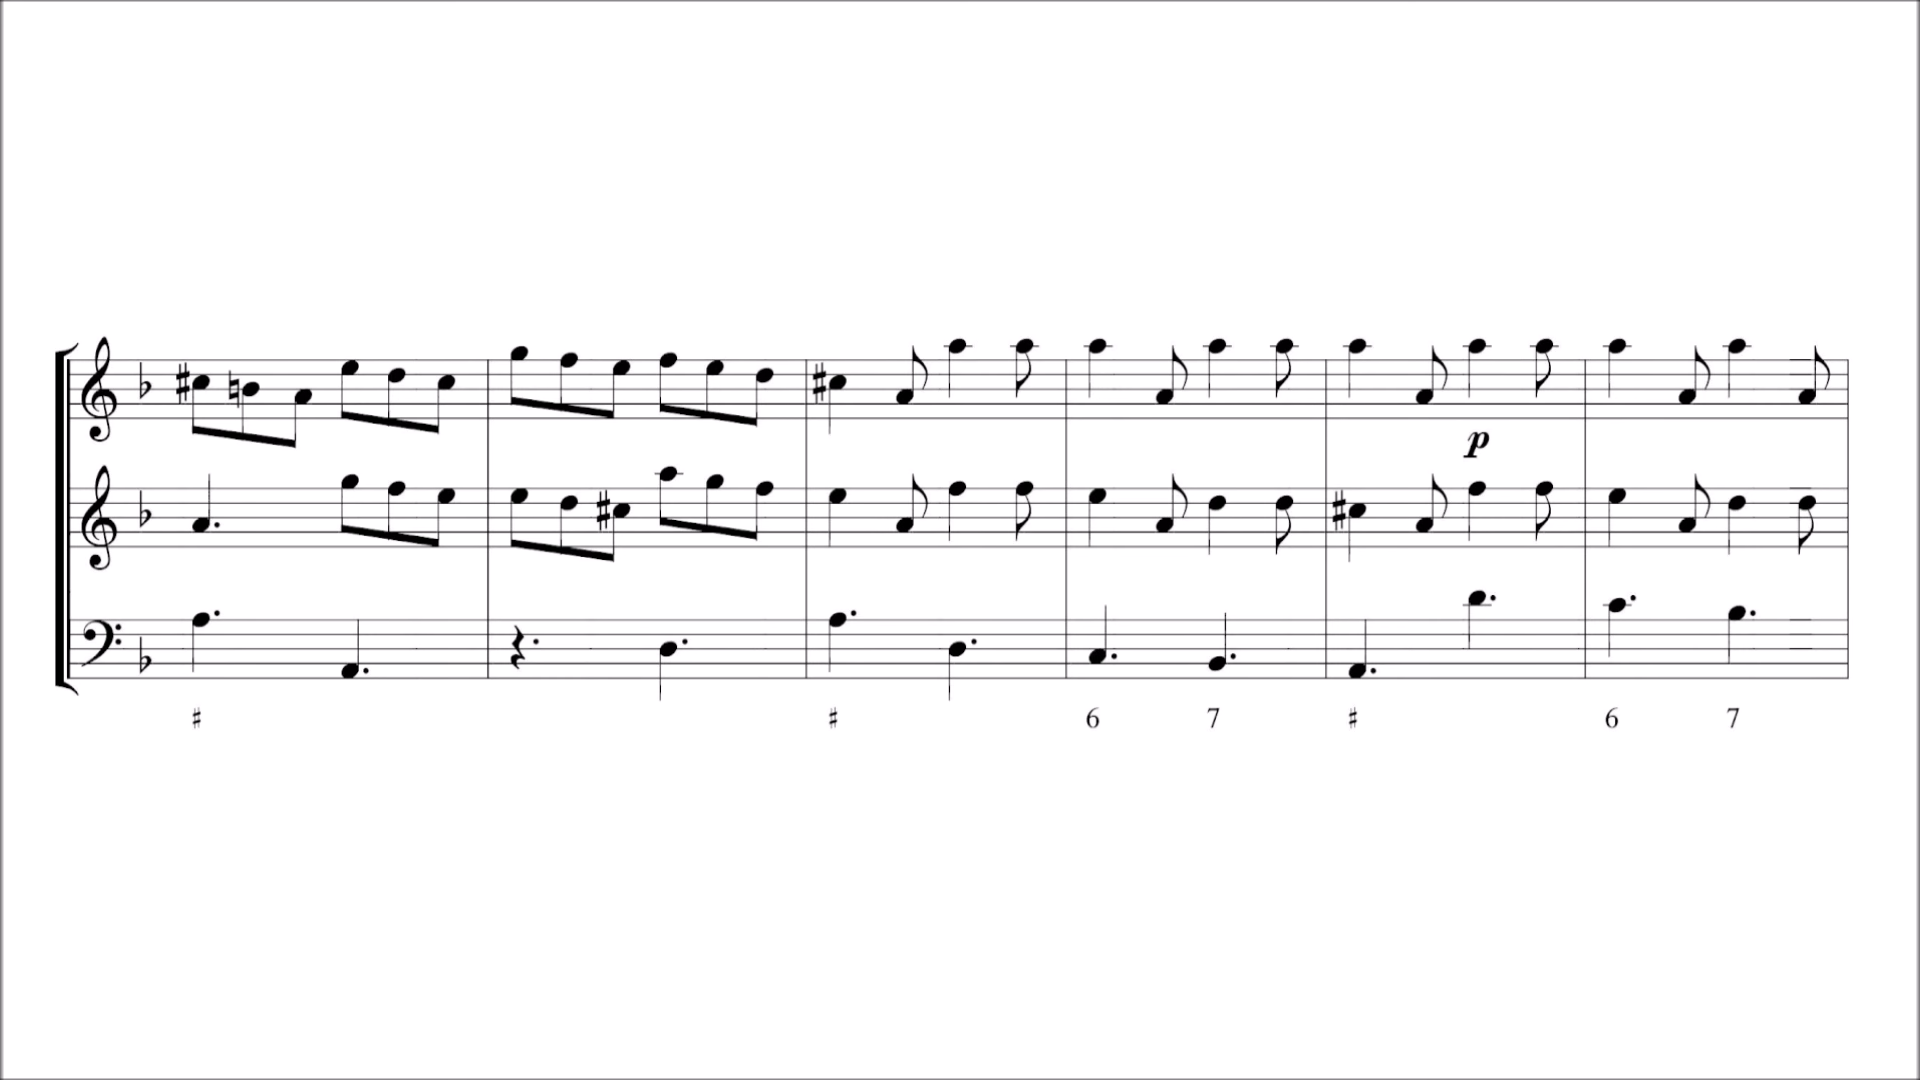 p
♯ ♯ 6 7 ♯ 6 7